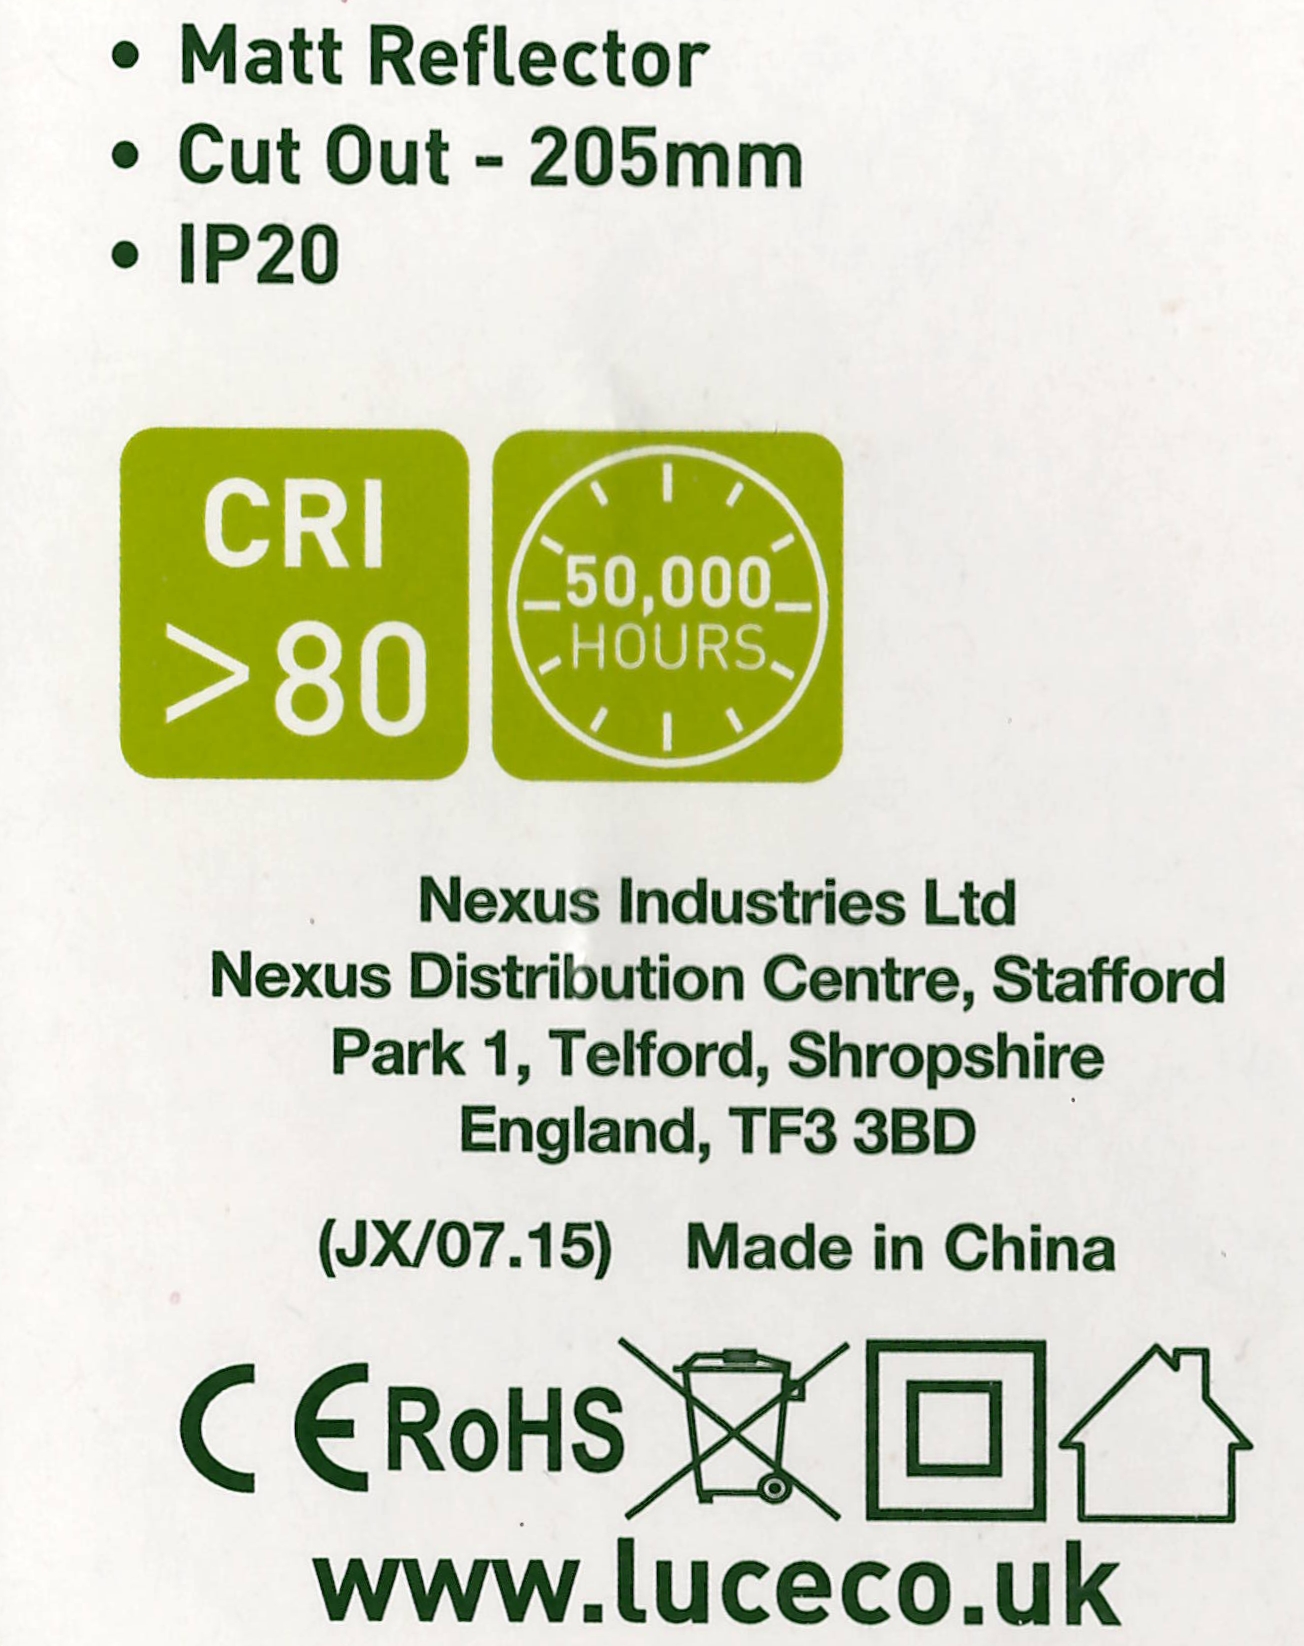 • Matt Reflector
• Cut Out - 205mm
• IP20
CRI
>80
50,000
HOURS
Nexus Industries Ltd
Nexus Distribution Centre, Stafford
Park 1, Telford, Shropshire
England, TF3 3BD
(JX/07.15) Made in China
CE RoHS
www.luceco.uk